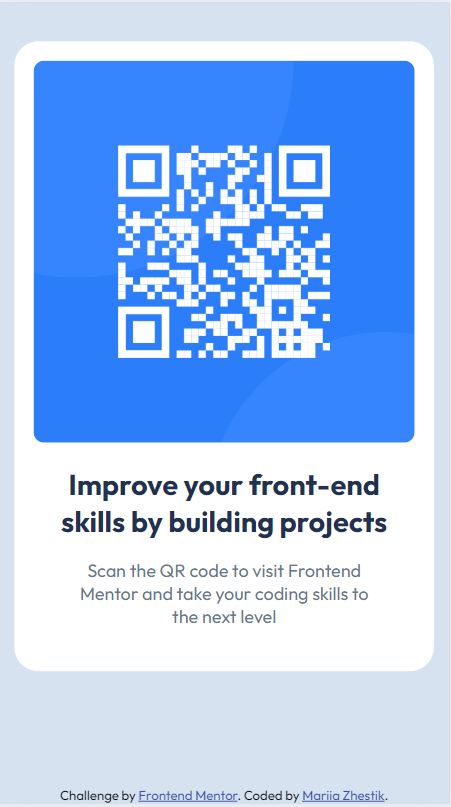 Improve your front-end
skills by building projects
Scan the QR code to visit Frontend
Mentor and take your coding skills to
the next level
Challenge by Frontend Mentor. Coded by Mariia Zhestik.